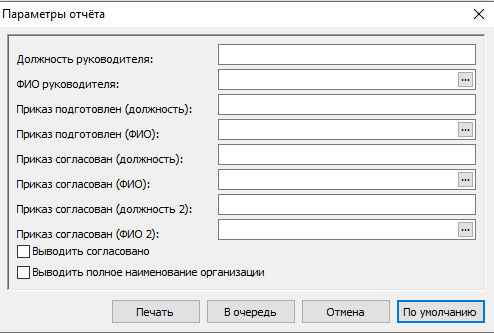 Параметры отчёта
Должность руководителя:
ФИО руководителя:
Приказ подготовлен (должность):
Приказ подготовлен (ФИО):
Приказ согласован (должность):
Приказ согласован (ФИО):
Приказ согласован (должность 2):
Приказ согласован (ФИО 2):
Выводить согласовано
Выводить полное наименование организации
Печать В очередь Отмена По умолчанию